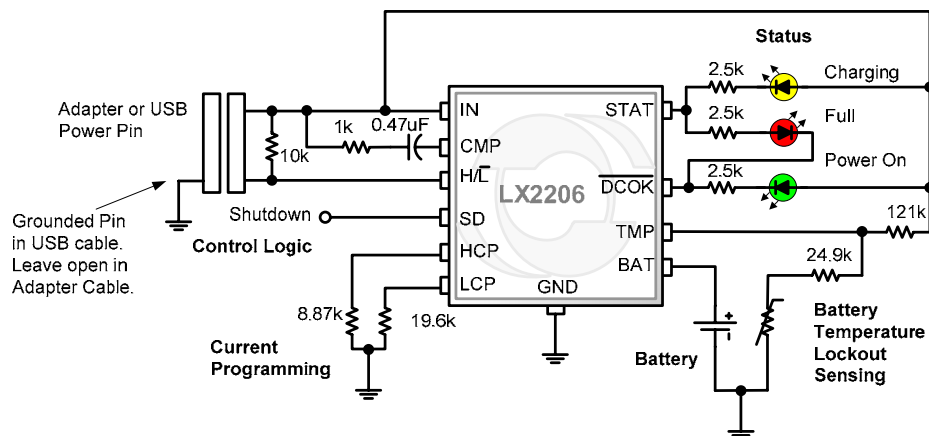 Status
2.5k
Charging
Adapter or USB
Power Pin
1k
0.47uF
IN
STAT
2.5k
Full
10k
CMP
H/L̅
LX2206
D̅C̅O̅K̅
2.5k
Power On
Grounded Pin
in USB cable.
Leave open in
Adapter Cable.
Shutdown
Control Logic
SD
TMP
121k
HCP
BAT
24.9k
LCP
GND
8.87k
19.6k
Current
Programming
+
Battery
Battery
Temperature
Lockout
Sensing